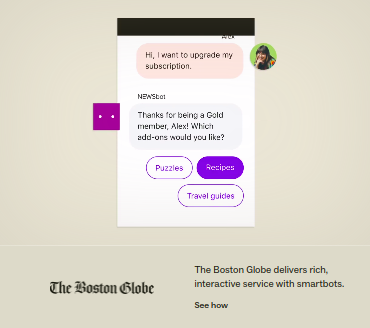 Alex
Hi, I want to upgrade my
subscription.
NEWSbot
Thanks for being a Gold
member, Alex! Which
add-ons would you like?
Puzzles
Recipes
Travel guides
The Boston Globe
The Boston Globe delivers rich,
interactive service with smartbots.
See how